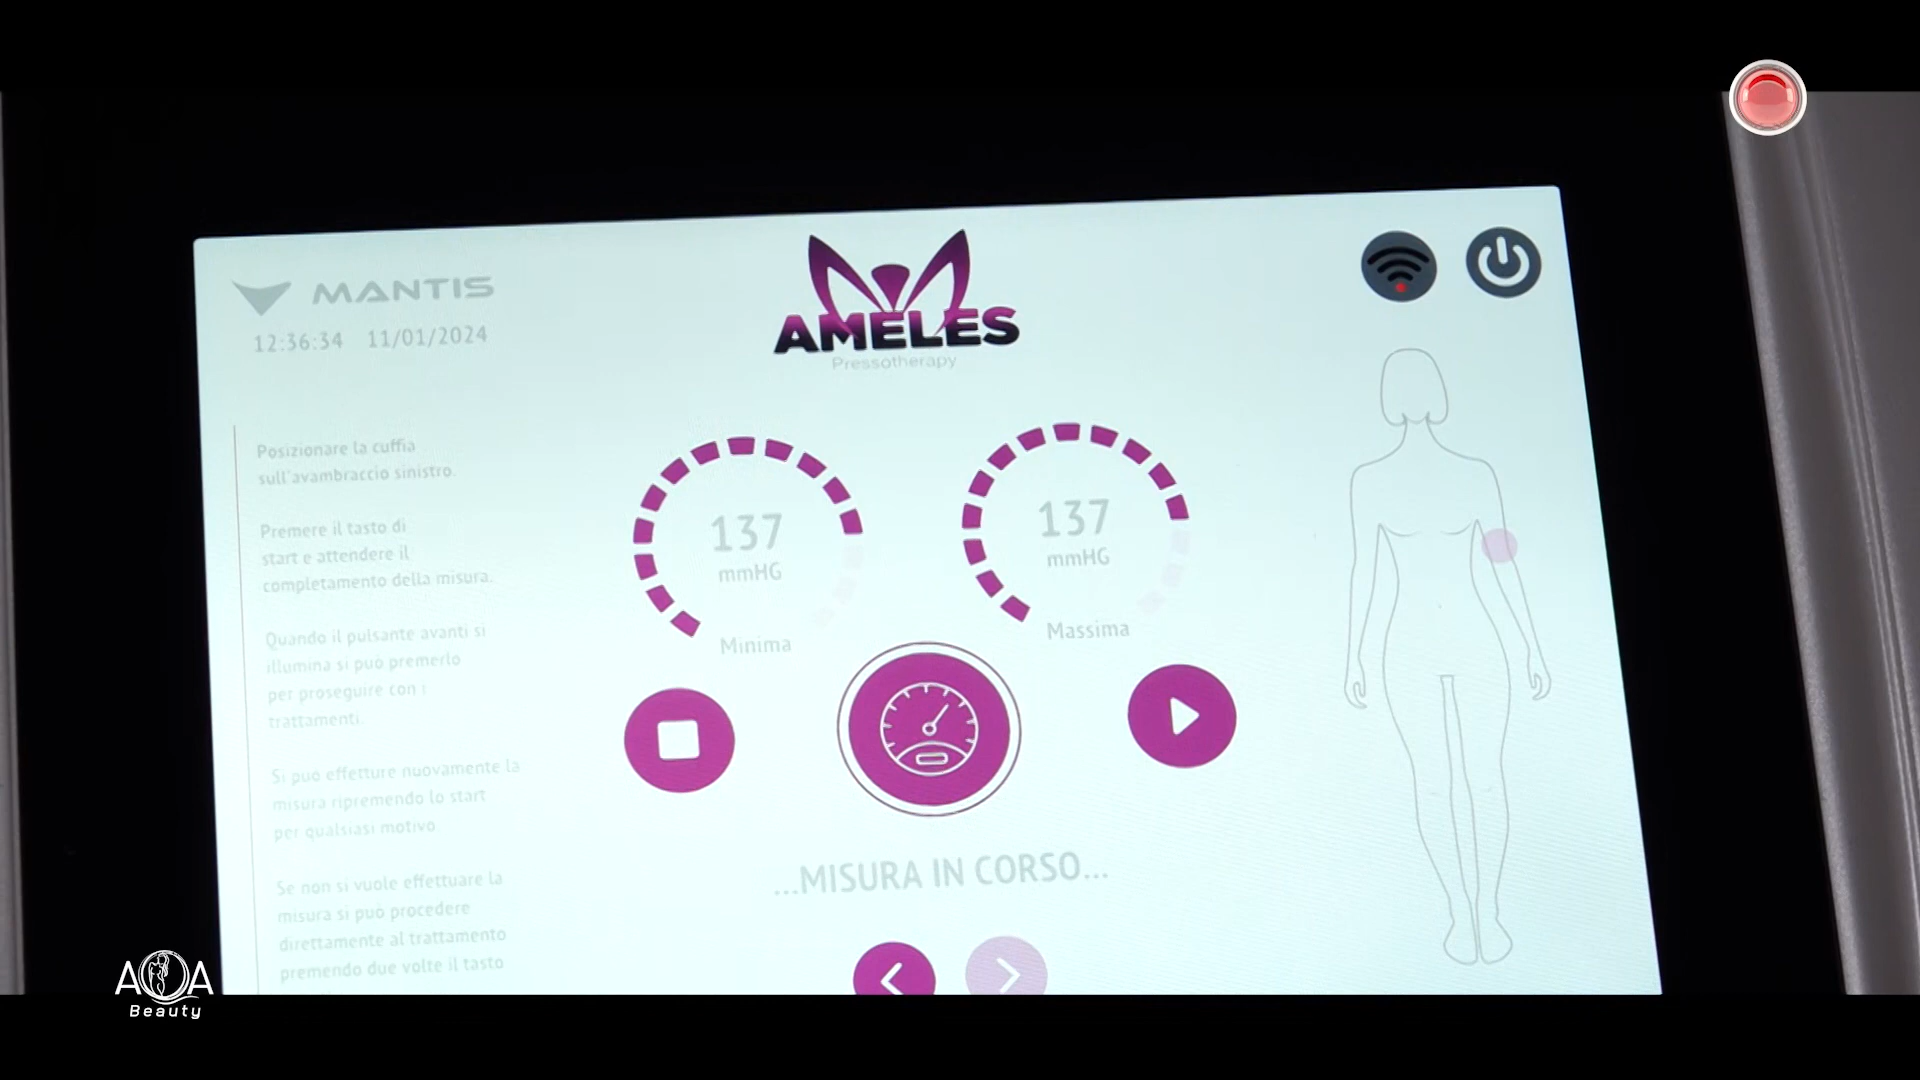 MANTIS
12:36:34 11/01/2024
AMELES
Pressotherapy
Posizionare la cuffia
sull'avambraccio sinistro.
Premere il tasto di
start e attendere il
completamento della misura.
Quando il pulsante avanti si
illumina si può premerlo
per proseguire con i
trattamenti.
Si può effetture nuovamente la
misura ripremendo lo start
per qualsiasi motivo
Se non si vuole effettuare la
misura si può procedere
direttamente al trattamento
premendo due volte il tasto
137
mmHG
Minima
137
mmHG
Massima
...MISURA IN CORSO...
AOA
Beauty